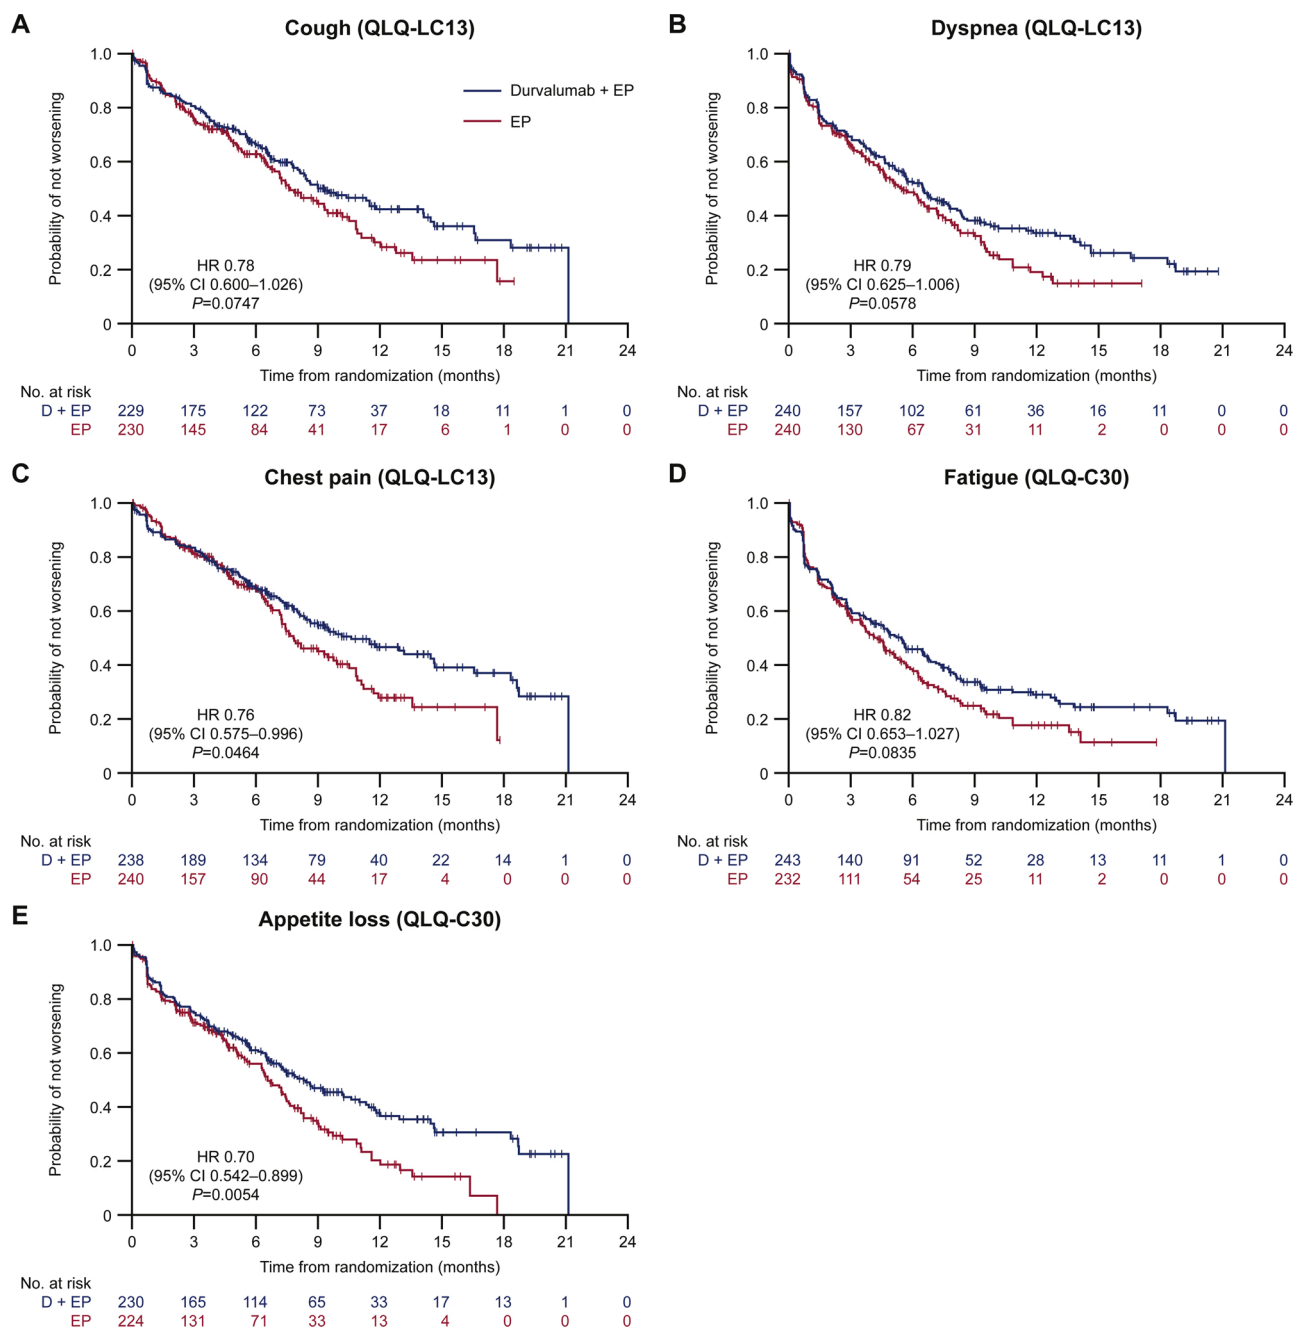 A
Cough (QLQ-LC13)
Probability of not worsening
1.0
0.8
0.6
0.4
0.2
0
Durvalumab + EP
EP
HR 0.78
(95% CI 0.600–1.026)
P=0.0747
0 3 6 9 12 15 18 21 24
Time from randomization (months)
No. at risk
D + EP 229 175 122 73 37 18 11 1 0
EP 230 145 84 41 17 6 1 0 0
B
Dyspnea (QLQ-LC13)
Probability of not worsening
1.0
0.8
0.6
0.4
0.2
0
HR 0.79
(95% CI 0.625–1.006)
P=0.0578
0 3 6 9 12 15 18 21 24
Time from randomization (months)
No. at risk
D + EP 240 157 102 61 36 16 11 0 0
EP 240 130 67 31 11 2 0 0 0
C
Chest pain (QLQ-LC13)
Probability of not worsening
1.0
0.8
0.6
0.4
0.2
0
HR 0.76
(95% CI 0.575–0.996)
P=0.0464
0 3 6 9 12 15 18 21 24
Time from randomization (months)
No. at risk
D + EP 238 189 134 79 40 22 14 1 0
EP 240 157 90 44 17 4 0 0 0
D
Fatigue (QLQ-C30)
Probability of not worsening
1.0
0.8
0.6
0.4
0.2
0
HR 0.82
(95% CI 0.653–1.027)
P=0.0835
0 3 6 9 12 15 18 21 24
Time from randomization (months)
No. at risk
D + EP 243 140 91 52 28 13 11 1 0
EP 232 111 54 25 11 2 0 0 0
E
Appetite loss (QLQ-C30)
Probability of not worsening
1.0
0.8
0.6
0.4
0.2
0
HR 0.70
(95% CI 0.542–0.899)
P=0.0054
0 3 6 9 12 15 18 21 24
Time from randomization (months)
No. at risk
D + EP 230 165 114 65 33 17 13 1 0
EP 224 131 71 33 13 4 0 0 0